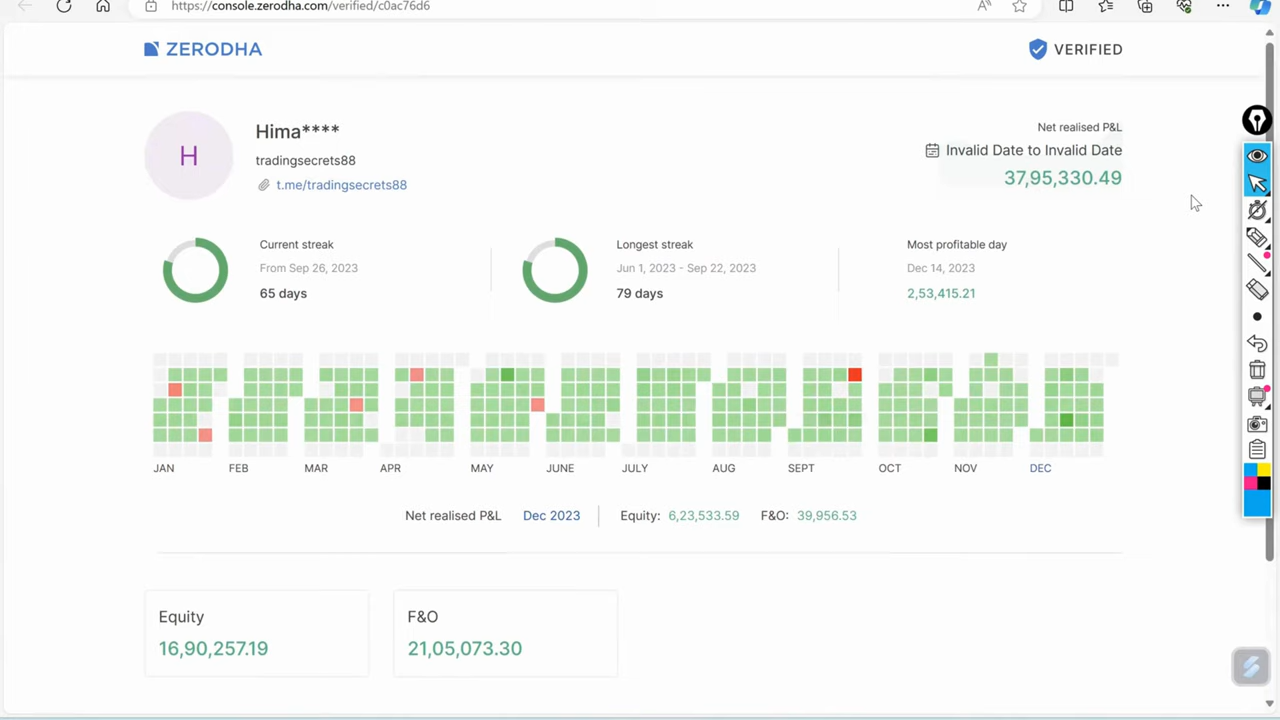 https://console.zerodha.com/verified/c0ac76d6
ZERODHA
VERIFIED
H
Hima****
tradingsecrets88
t.me/tradingsecrets88
Net realised P&L
Invalid Date to Invalid Date
37,95,330.49
Current streak
From Sep 26, 2023
65 days
Longest streak
Jun 1, 2023 - Sep 22, 2023
79 days
Most profitable day
Dec 14, 2023
2,53,415.21
JAN FEB MAR APR MAY JUNE JULY AUG SEPT OCT NOV DEC
Net realised P&L Dec 2023 Equity: 6,23,533.59 F&O: 39,956.53
Equity
16,90,257.19
F&O
21,05,073.30